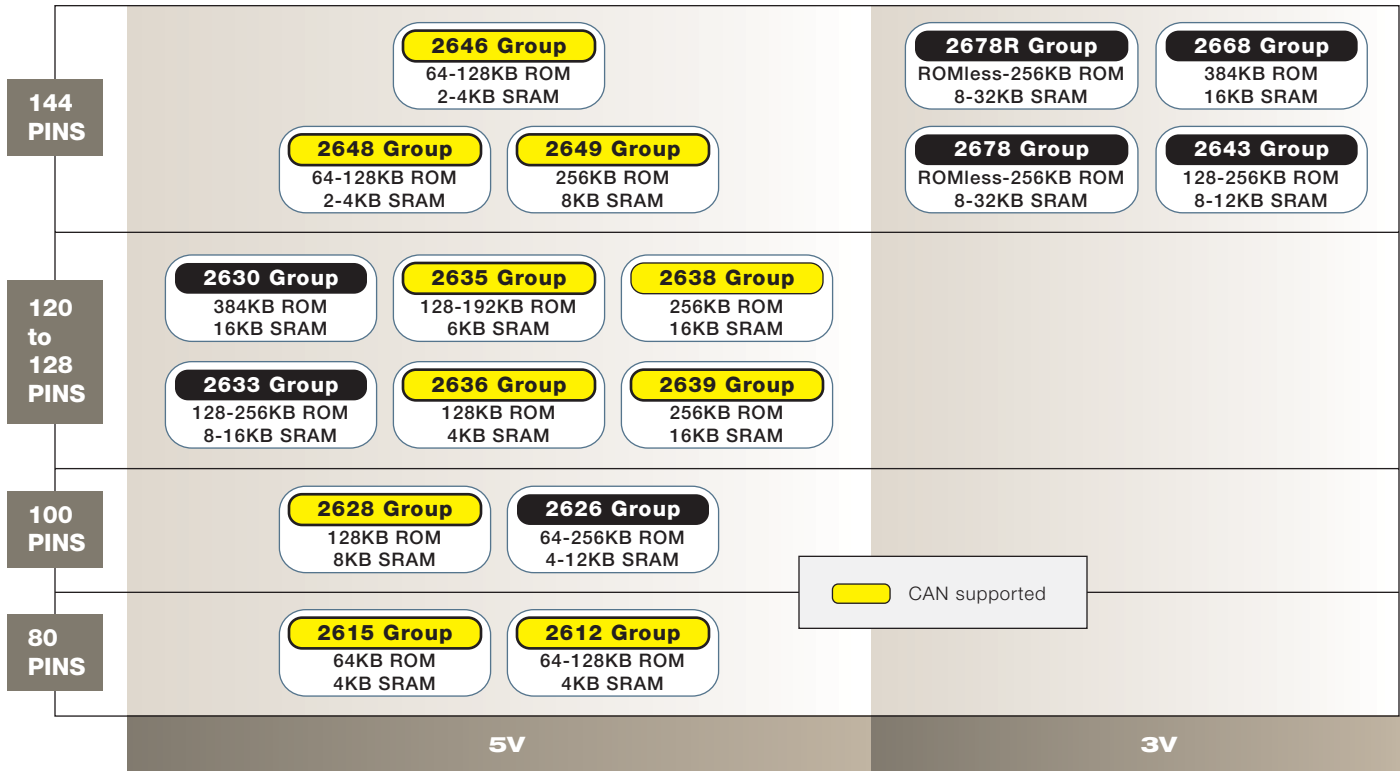 144
PINS
2646 Group
64-128KB ROM
2-4KB SRAM
2648 Group
64-128KB ROM
2-4KB SRAM
2649 Group
256KB ROM
8KB SRAM
2678R Group
ROMless-256KB ROM
8-32KB SRAM
2668 Group
384KB ROM
16KB SRAM
2678 Group
ROMless-256KB ROM
8-32KB SRAM
2643 Group
128-256KB ROM
8-12KB SRAM
120
to
128
PINS
2630 Group
384KB ROM
16KB SRAM
2635 Group
128-192KB ROM
6KB SRAM
2638 Group
256KB ROM
16KB SRAM
2633 Group
128-256KB ROM
8-16KB SRAM
2636 Group
128KB ROM
4KB SRAM
2639 Group
256KB ROM
16KB SRAM
100
PINS
2628 Group
128KB ROM
8KB SRAM
2626 Group
64-256KB ROM
4-12KB SRAM
CAN supported
80
PINS
2615 Group
64KB ROM
4KB SRAM
2612 Group
64-128KB ROM
4KB SRAM
5V
3V